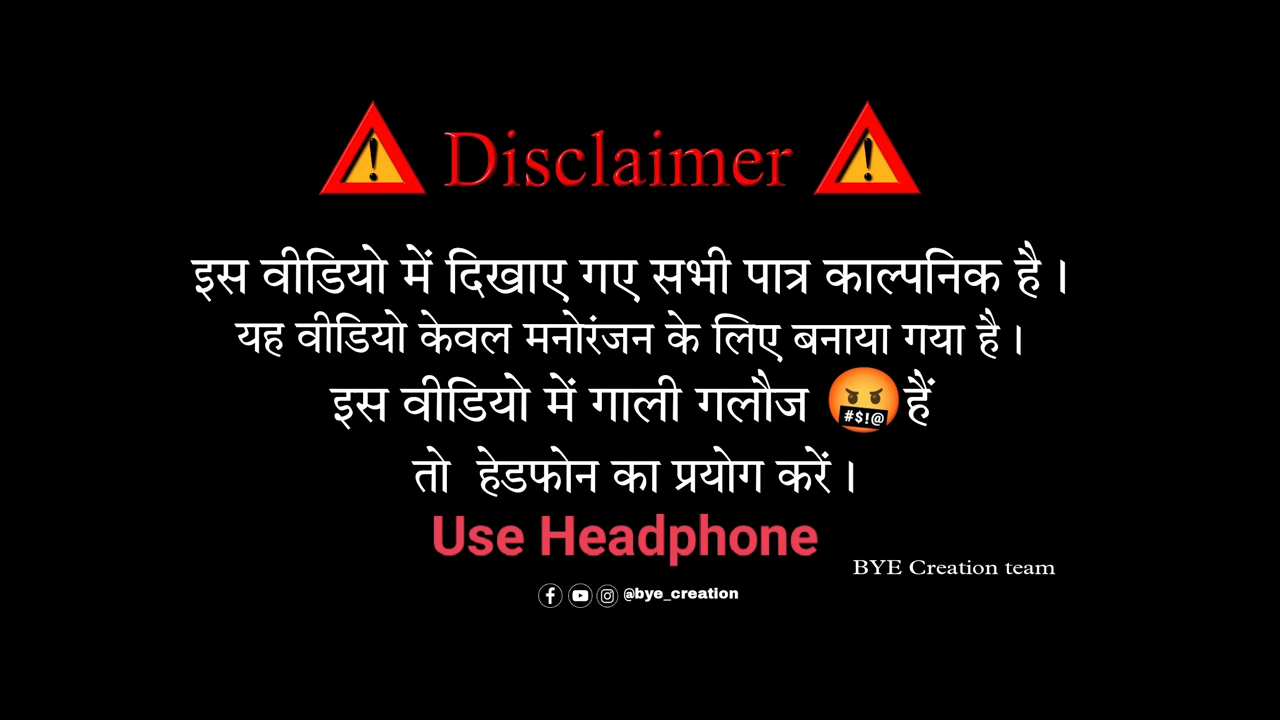 Disclaimer
इस वीडियो में दिखाए गए सभी पात्र काल्पनिक है ।
यह वीडियो केवल मनोरंजन के लिए बनाया गया है ।
इस वीडियो में गाली गलौज #$!@ हैं
तो हेडफोन का प्रयोग करें ।
Use Headphone
BYE Creation team
@bye_creation